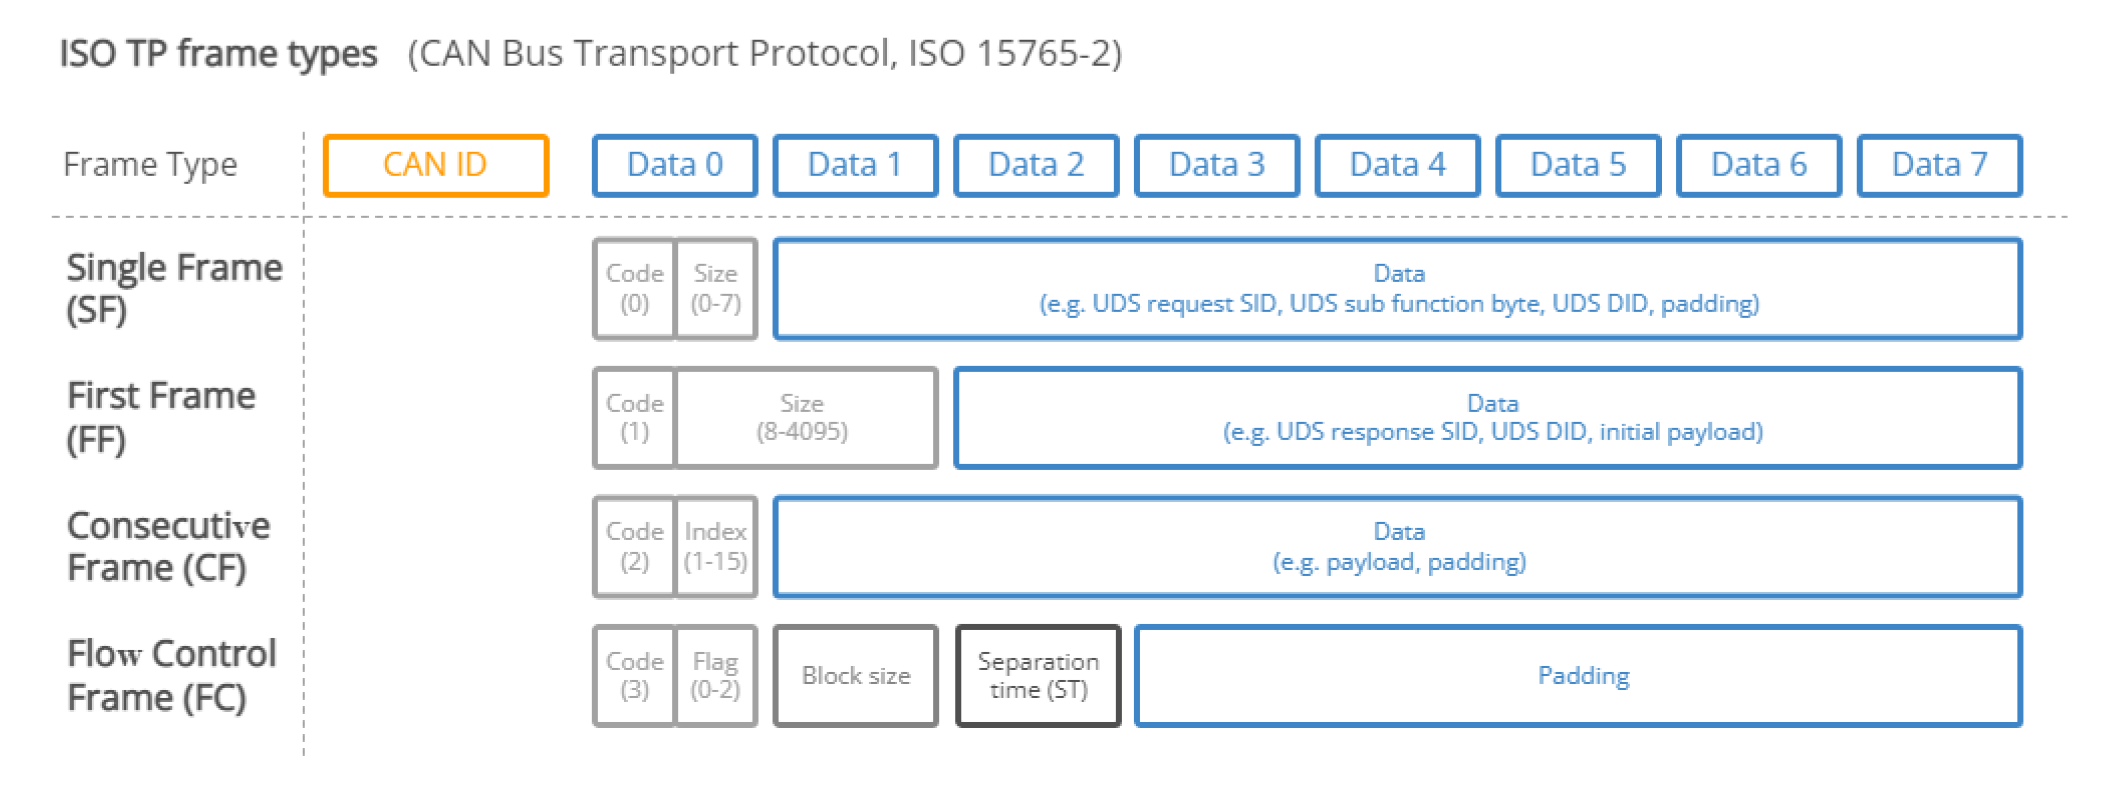 ISO TP frame types (CAN Bus Transport Protocol, ISO 15765-2)
Frame Type CAN ID Data 0 Data 1 Data 2 Data 3 Data 4 Data 5 Data 6 Data 7
Single Frame
(SF)
Code
(0)
Size
(0-7)
Data
(e.g. UDS request SID, UDS sub function byte, UDS DID, padding)
First Frame
(FF)
Code
(1)
Size
(8-4095)
Data
(e.g. UDS response SID, UDS DID, initial payload)
Consecutive
Frame (CF)
Code
(2)
Index
(1-15)
Data
(e.g. payload, padding)
Flow Control
Frame (FC)
Code
(3)
Flag
(0-2)
Block size
Separation
time (ST)
Padding